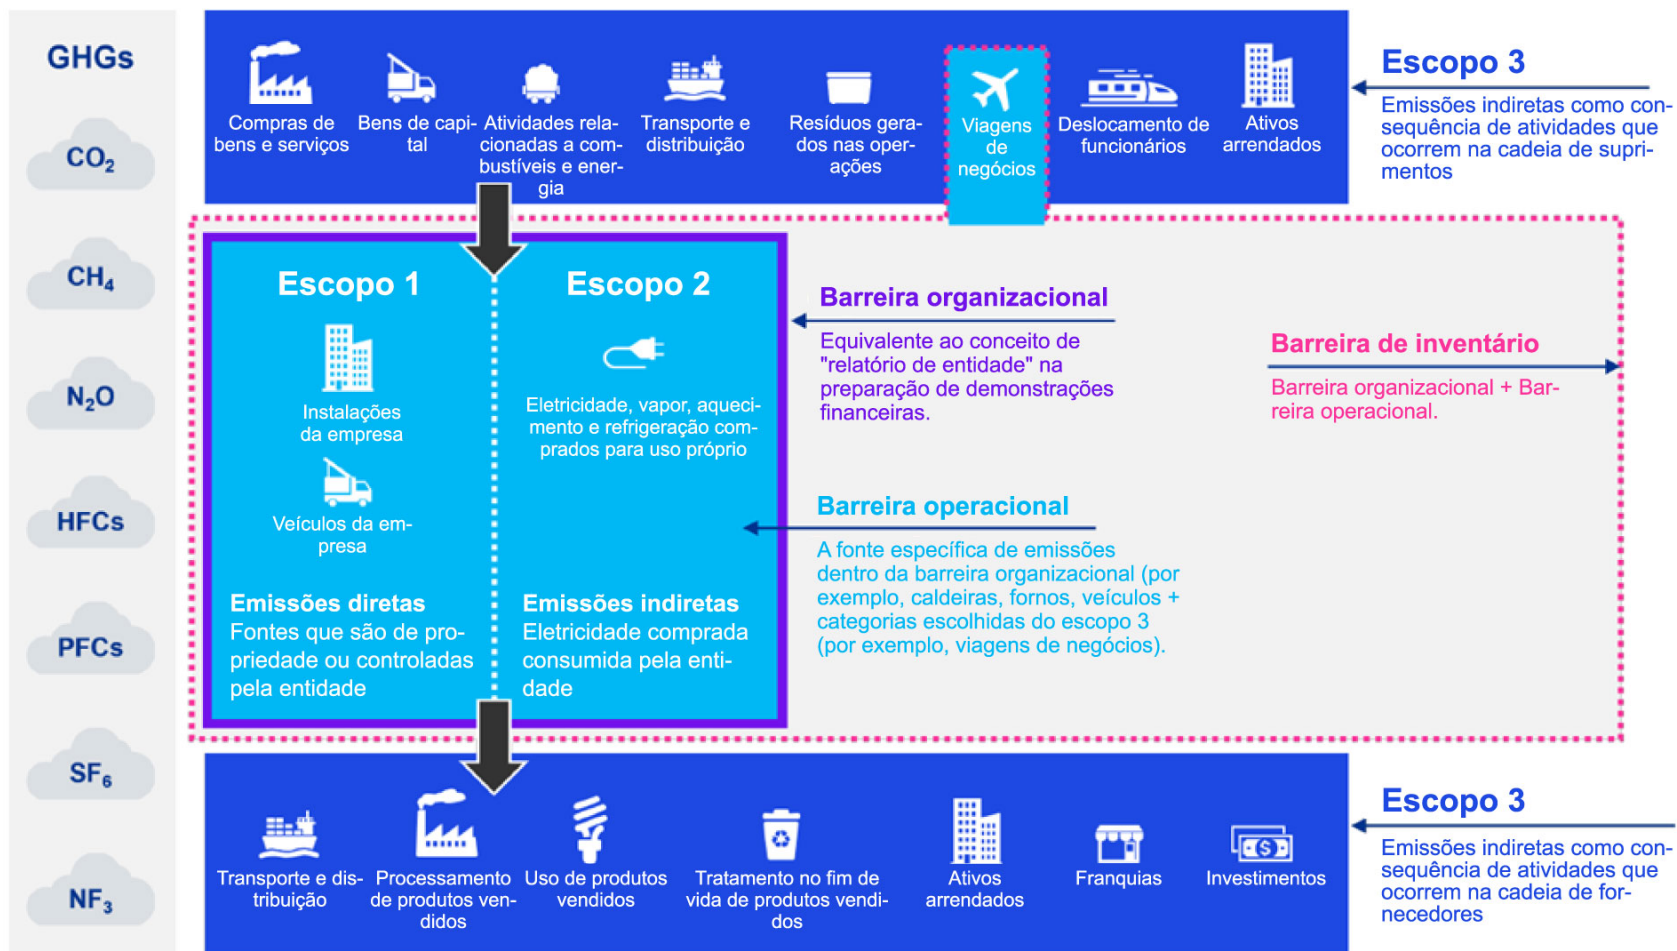 GHGs
CO₂
CH₄
N₂O
HFCs
PFCs
SF₆
NF₃
Compras de
bens e serviços
Bens de capi-
tal
Atividades rela-
cionadas a com-
bustíveis e ener-
gia
Transporte e
distribuição
Resíduos gera-
dos nas oper-
ações
Viagens
de
negócios
Deslocamento de
funcionários
Ativos
arrendados
Escopo 3
Emissões indiretas como con-
sequência de atividades que
ocorrem na cadeia de supri-
mentos
Escopo 1
Instalações
da empresa
Veículos da em-
presa
Emissões diretas
Fontes que são de pro-
priedade ou controladas
pela entidade
Escopo 2
Eletricidade, vapor, aqueci-
mento e refrigeração com-
prados para uso próprio
Emissões indiretas
Eletricidade comprada
consumida pela enti-
dade
Barreira organizacional
Equivalente ao conceito de
"relatório de entidade" na
preparação de demonstrações
financeiras.
Barreira operacional
A fonte específica de emissões
dentro da barreira organizacional (por
exemplo, caldeiras, fornos, veículos +
categorias escolhidas do escopo 3
(por exemplo, viagens de negócios).
Barreira de inventário
Barreira organizacional + Bar-
reira operacional.
Transporte e dis-
tribuição
Processamento
de produtos ven-
didos
Uso de produtos
vendidos
Tratamento no fim de
vida de produtos vendi-
dos
Ativos
arrendados
Franquias
Investimentos
Escopo 3
Emissões indiretas como con-
sequência de atividades que
ocorrem na cadeia de for-
necedores